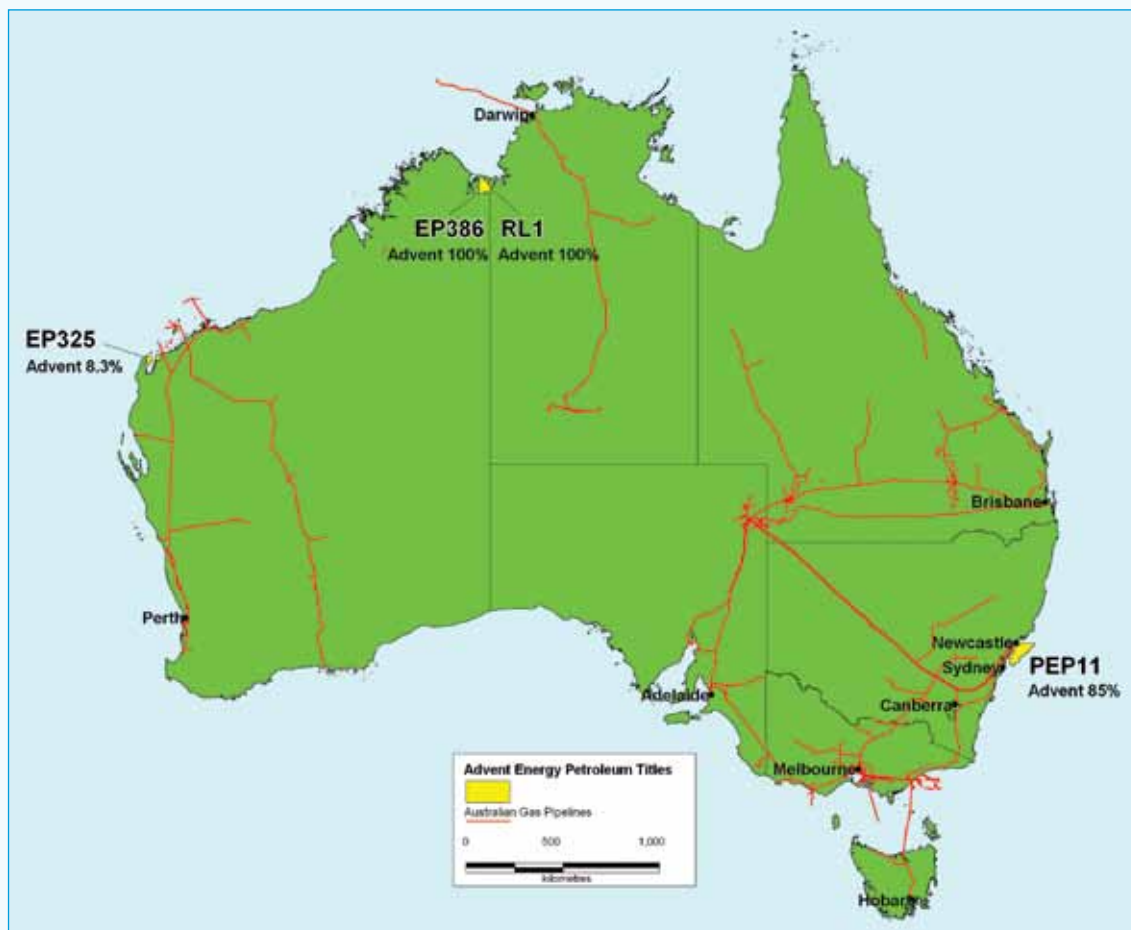 Darwin
EP386 RL1
Advent 100% Advent 100%
EP325
Advent 8.3%
Brisbane
Perth
Newcastle
Sydney
PEP11
Advent 85%
Adelaide
Canberra
Melbourne
Hobart
Advent Energy Petroleum Titles
Australian Gas Pipelines
0 500 1,000
kilometres